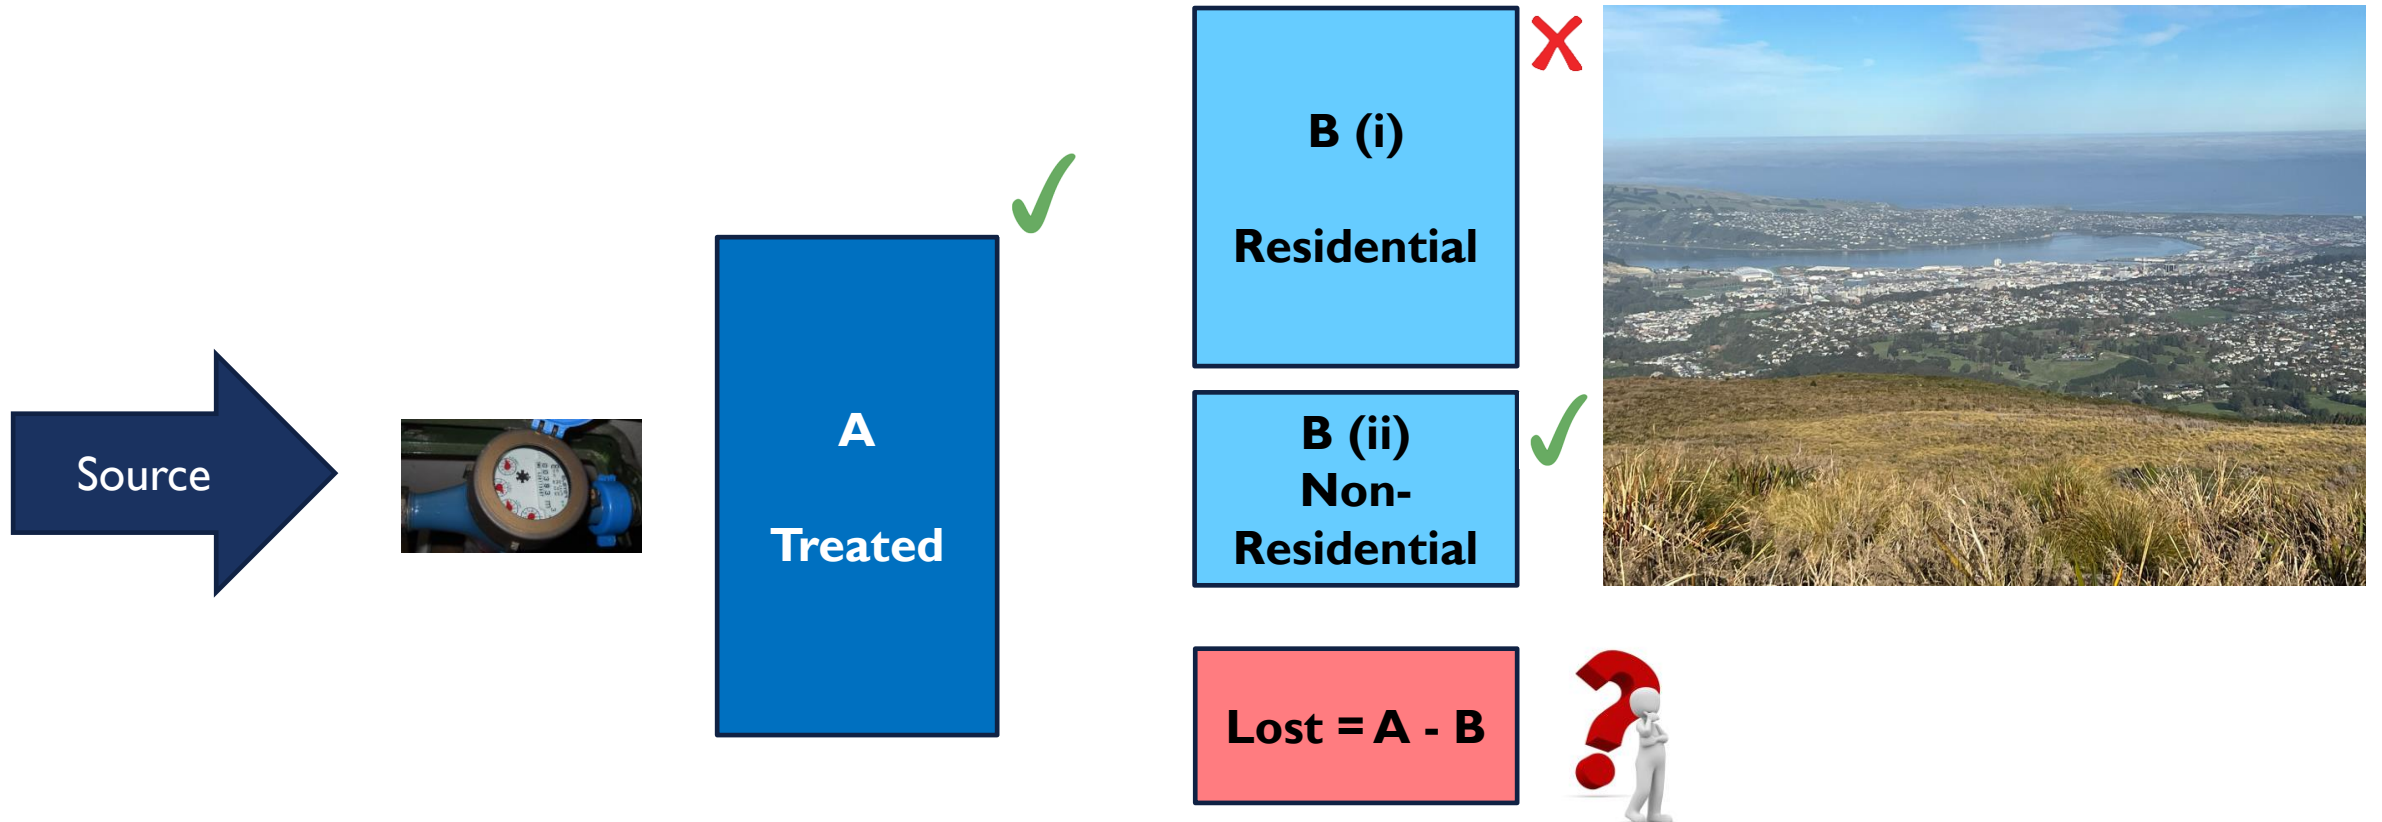 Source
A
Treated
B (i)
Residential
B (ii)
Non-
Residential
Lost = A - B